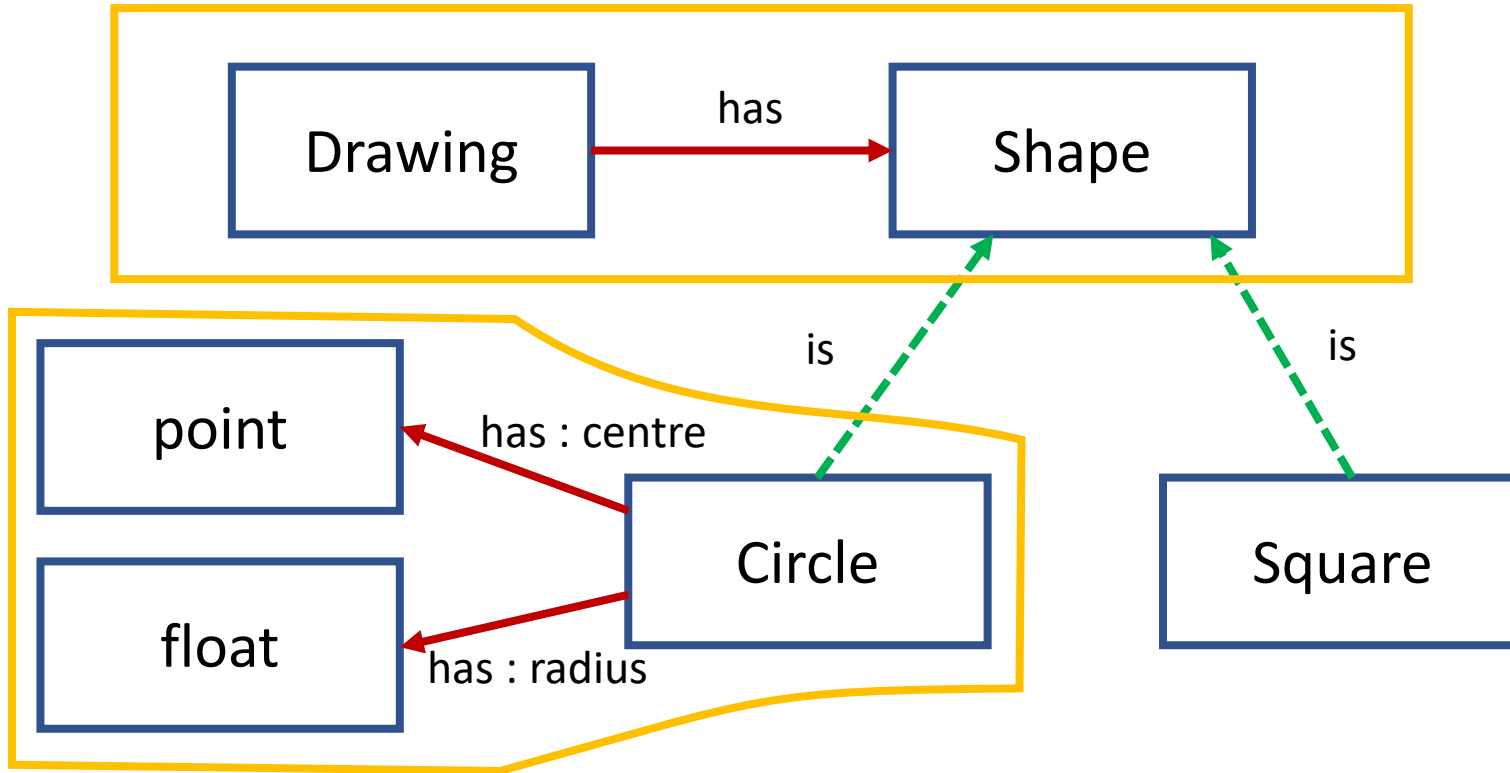 has
Drawing
Shape
is
is
point
has : centre
Circle
Square
float
has : radius